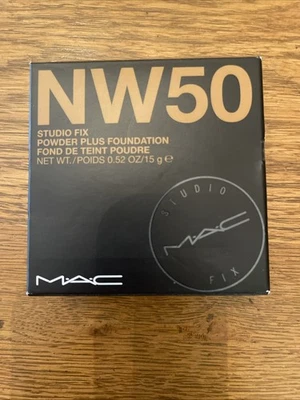 NW50
STUDIO FIX
POWDER PLUS FOUNDATION
FOND DE TEINT POUDRE
NET WT./POIDS 0.52 OZ/15 g ℮
STUDIO
MAC
FIX
M·A·C